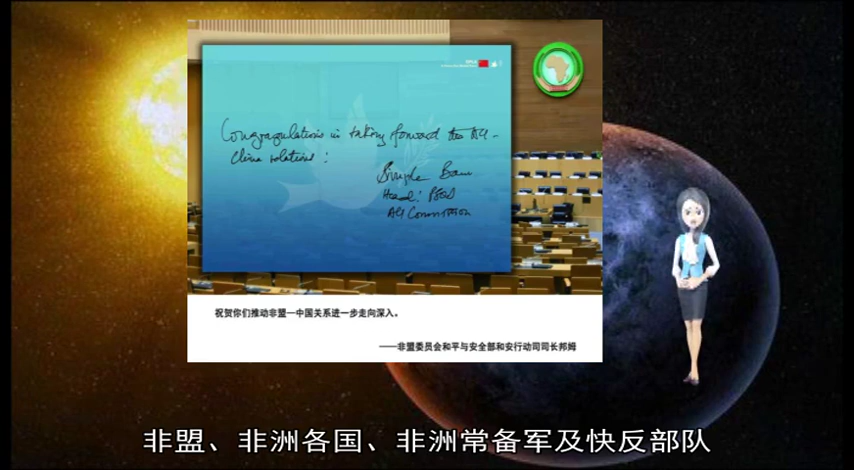 Congragulations in taking forward the AU-
China relations!
Head: PSOD
AU Commission
祝贺你们推动非盟—中国关系进一步走向深入。
——非盟委员会和平与安全部和安行动司司长邦姆
非盟、非洲各国、非洲常备军及快反部队